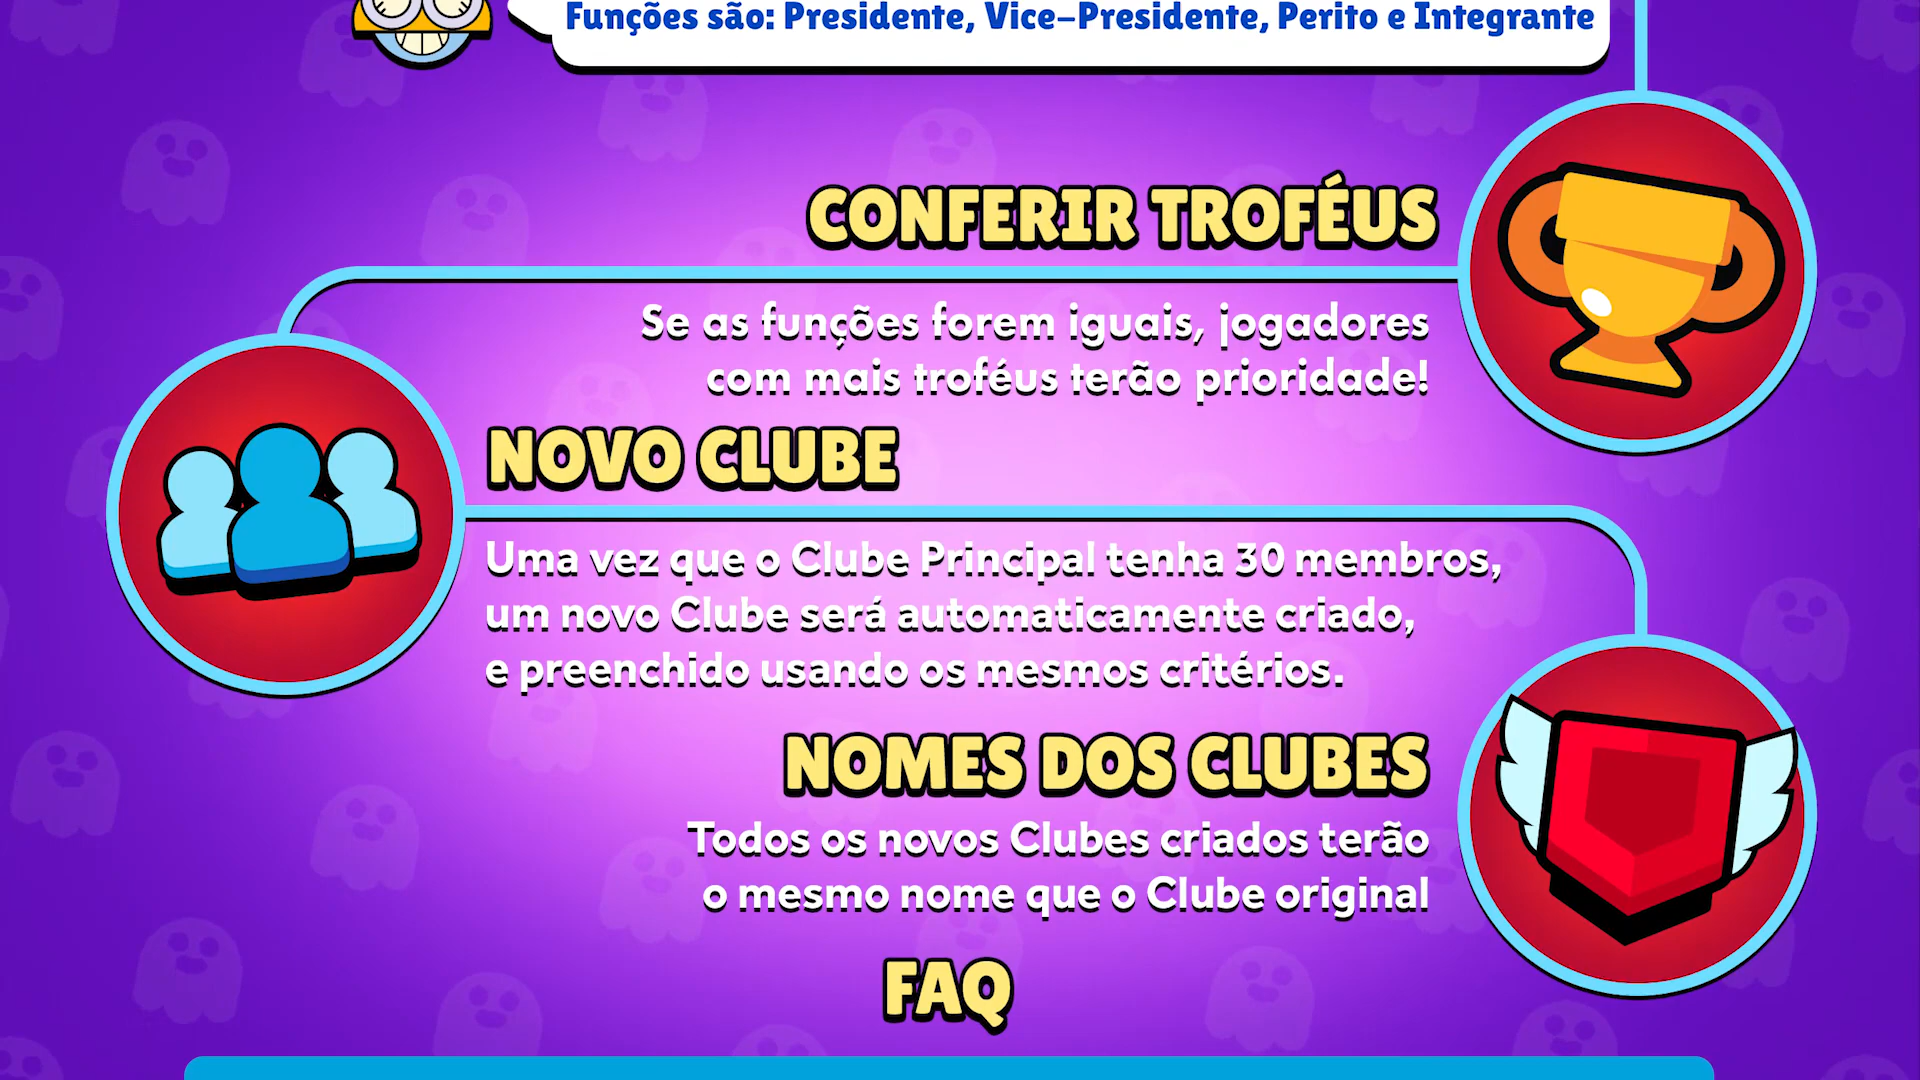 Funções são: Presidente, Vice-Presidente, Perito e Integrante
CONFERIR TROFÉUS
Se as funções forem iguais, jogadores
com mais troféus terão prioridade!
NOVO CLUBE
Uma vez que o Clube Principal tenha 30 membros,
um novo Clube será automaticamente criado,
e preenchido usando os mesmos critérios.
NOMES DOS CLUBES
Todos os novos Clubes criados terão
o mesmo nome que o Clube original
FAQ